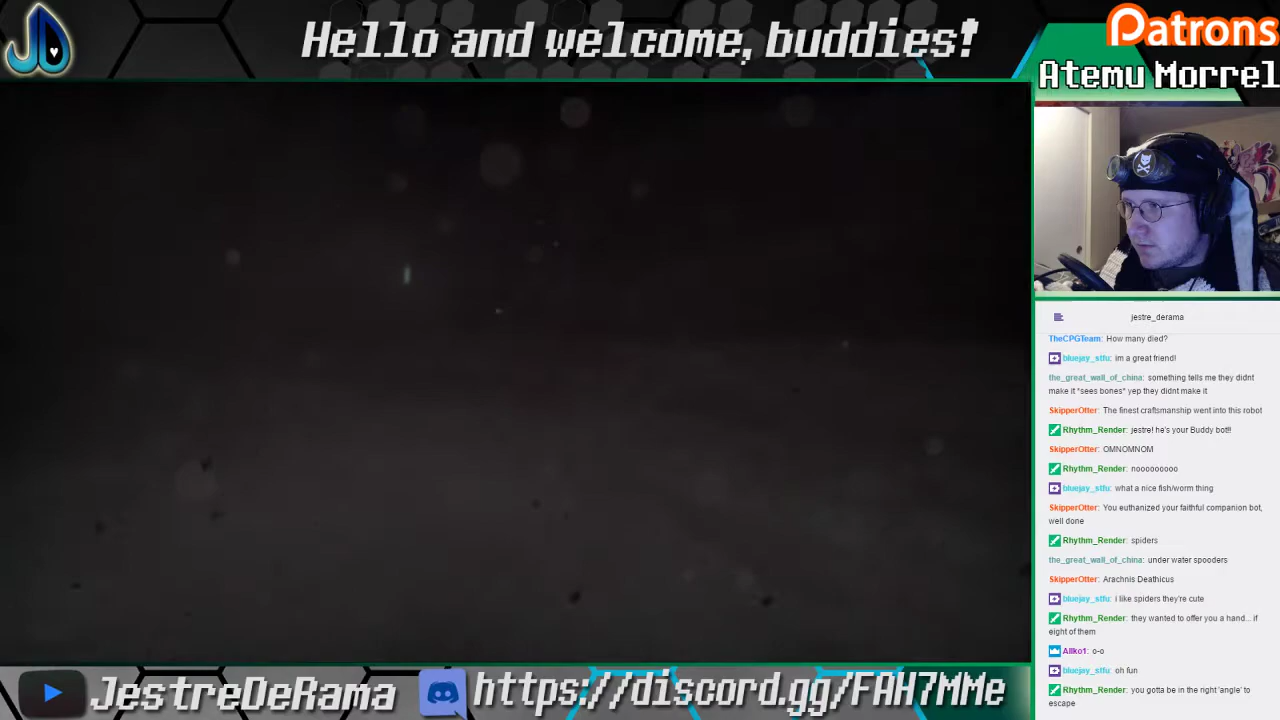 JD
Hello and welcome, buddies!
Patrons
Atemu Morrel
jestre_derama
TheCPGTeam: How many died?
bluejay_stfu: im a great friend!
the_great_wall_of_china: something tells me they didnt
make it *sees bones* yep they didnt make it
SkipperOtter: The finest craftsmanship went into this robot
Rhythm_Render: jestre! he's your Buddy bot!!
SkipperOtter: OMNOMNOM
Rhythm_Render: nooooooooo
bluejay_stfu: what a nice fish/worm thing
SkipperOtter: You euthanized your faithful companion bot,
well done
Rhythm_Render: spiders
the_great_wall_of_china: under water spooders
SkipperOtter: Arachnis Deathicus
bluejay_stfu: i like spiders they're cute
Rhythm_Render: they wanted to offer you a hand... if
eight of them
Aliko1: o-o
bluejay_stfu: oh fun
Rhythm_Render: you gotta be in the right 'angle' to
escape
JestreDeRama
https://discord.gg/FAH7MMe